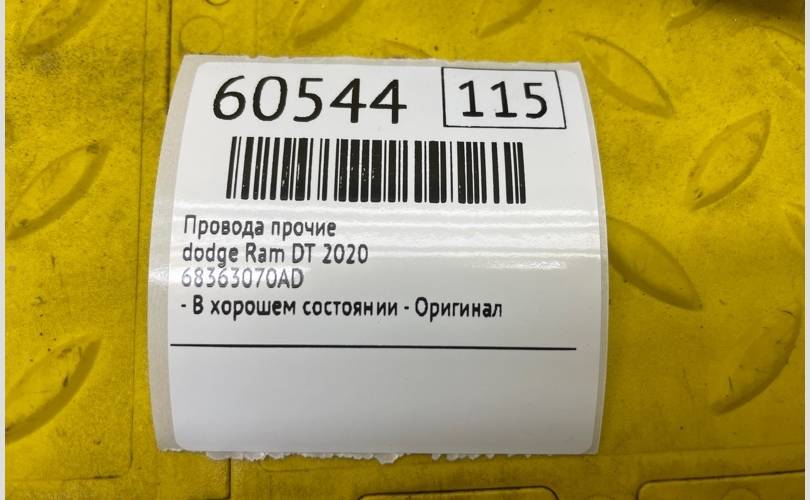 60544 115
Провода прочие
dodge Ram DT 2020
68363070AD
- В хорошем состоянии - Оригинал